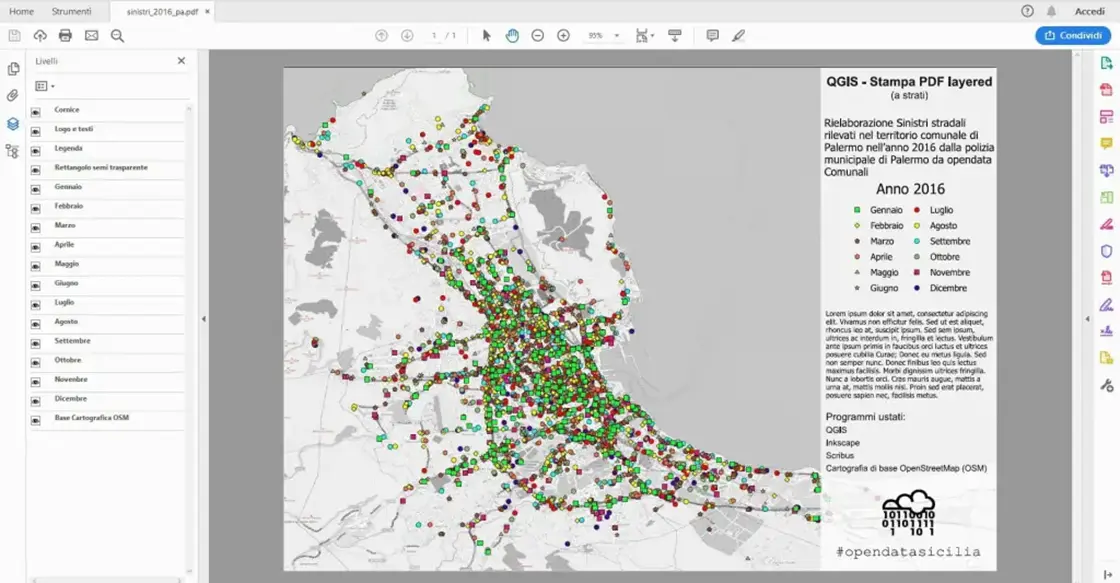 Home
Strumenti
sinistri_2016_pa.pdf ×
Accedi
1 / 1
93%
Condividi
Livelli
Cornice
Logo e testi
Legenda
Rettangolo semi trasparente
Gennaio
Febbraio
Marzo
Aprile
Maggio
Giugno
Luglio
Agosto
Settembre
Ottobre
Novembre
Dicembre
Base Cartografica OSM
QGIS - Stampa PDF layered
(a strati)
Rielaborazione Sinistri stradali
rilevati nel territorio comunale di
Palermo nell'anno 2016 dalla polizia
municipale di Palermo da opendata
Comunali
Anno 2016
Gennaio Luglio
Febbraio Agosto
Marzo Settembre
Aprile Ottobre
Maggio Novembre
Giugno Dicembre
Lorem ipsum dolor sit amet, consectetur adipiscing
elit. Vivamus non efficitur felis. Sed ut est aliquet,
rhoncus leo at, suscipit ipsum. Sed sem ipsum,
ultrices ac interdum in, fringilla et lectus. Vestibulum
ante ipsum primis in faucibus orci luctus et ultrices
posuere cubilia Curae; Donec eu metus ligula. Sed
non semper nunc. Donec finibus leo quis lectus
maximus facilisis. Morbi dignissim ultrices fringilla.
Nunc a lobortis orci. Cras mauris augue, mattis a
urna at, mattis mollis nisl. Proin sed erat placerat,
posuere sapien nec, facilisis metus.
Programmi ustati:
QGIS
Inkscape
Scribus
Cartografia di base OpenStreetMap (OSM)
#opendatasicilia